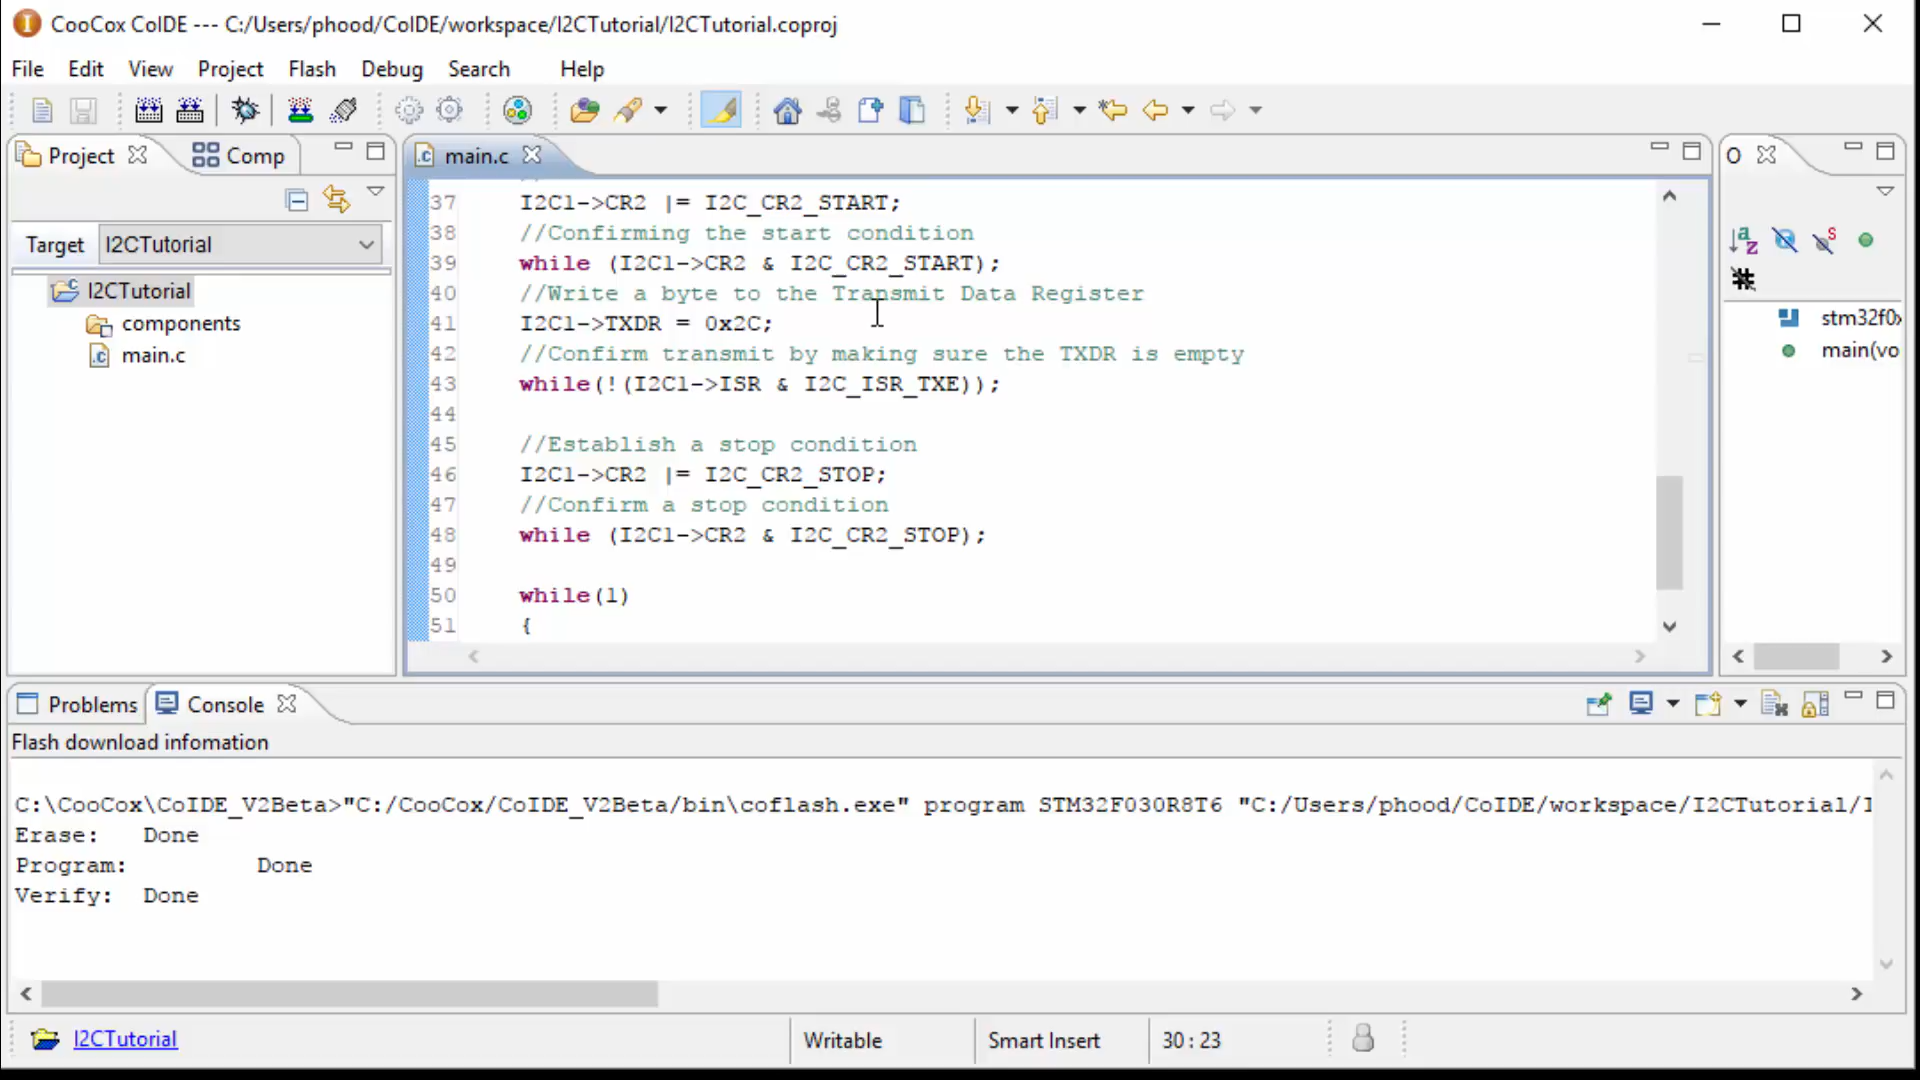 CooCox CoIDE --- C:/Users/phood/CoIDE/workspace/I2CTutorial/I2CTutorial.coproj
File Edit View Project Flash Debug Search Help
Project Comp main.c O
Target I2CTutorial
I2CTutorial
components
main.c
37 I2C1->CR2 |= I2C_CR2_START;
38 //Confirming the start condition
39 while (I2C1->CR2 & I2C_CR2_START);
40 //Write a byte to the Transmit Data Register
41 I2C1->TXDR = 0x2C;
42 //Confirm transmit by making sure the TXDR is empty
43 while(!(I2C1->ISR & I2C_ISR_TXE));
44
45 //Establish a stop condition
46 I2C1->CR2 |= I2C_CR2_STOP;
47 //Confirm a stop condition
48 while (I2C1->CR2 & I2C_CR2_STOP);
49
50 while(1)
51 {
stm32f0x
main(vo
Problems Console
Flash download infomation
C:\CooCox\CoIDE_V2Beta>"C:/CooCox/CoIDE_V2Beta/bin\coflash.exe" program STM32F030R8T6 "C:/Users/phood/CoIDE/workspace/I2CTutorial/I
Erase: Done
Program: Done
Verify: Done
I2CTutorial Writable Smart Insert 30 : 23